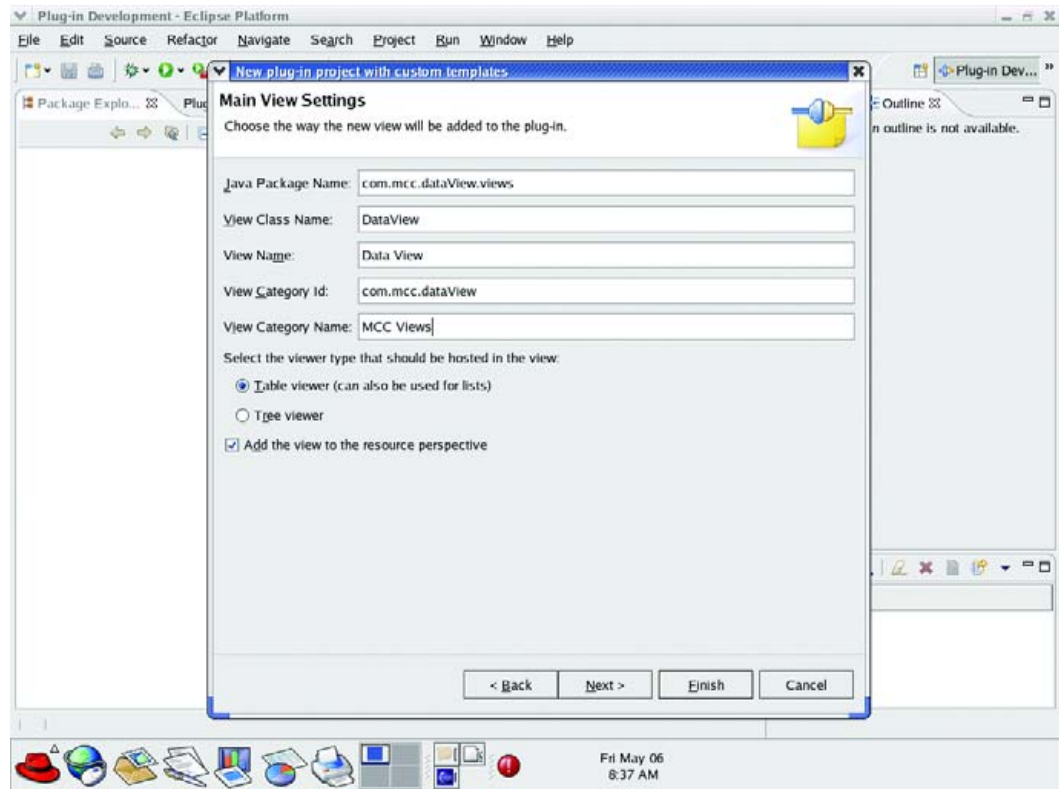 Plug-in Development - Eclipse Platform
File Edit Source Refactor Navigate Search Project Run Window Help
New plug-in project with custom templates
Plug-in Dev... »
Package Explo... Plu
Outline
n outline is not available.
Main View Settings
Choose the way the new view will be added to the plug-in.
Java Package Name: com.mcc.dataView.views
View Class Name: DataView
View Name: Data View
View Category Id: com.mcc.dataView
View Category Name: MCC Views
Select the viewer type that should be hosted in the view:
Table viewer (can also be used for lists)
Tree viewer
Add the view to the resource perspective
< Back Next > Finish Cancel
Fri May 06
8:37 AM